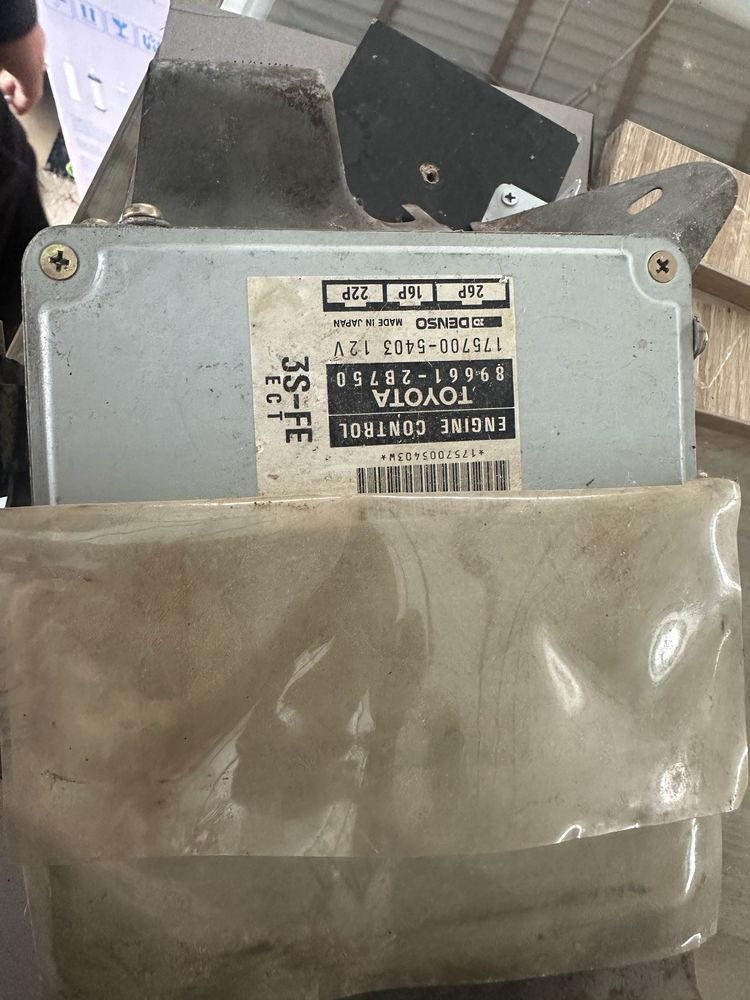 *1757005403W*
ENGINE CONTROL
TOYOTA
89661-2B750
3S-FE
ECT
175700-5403 12V
DENSO MADE IN JAPAN
26P 16P 22P